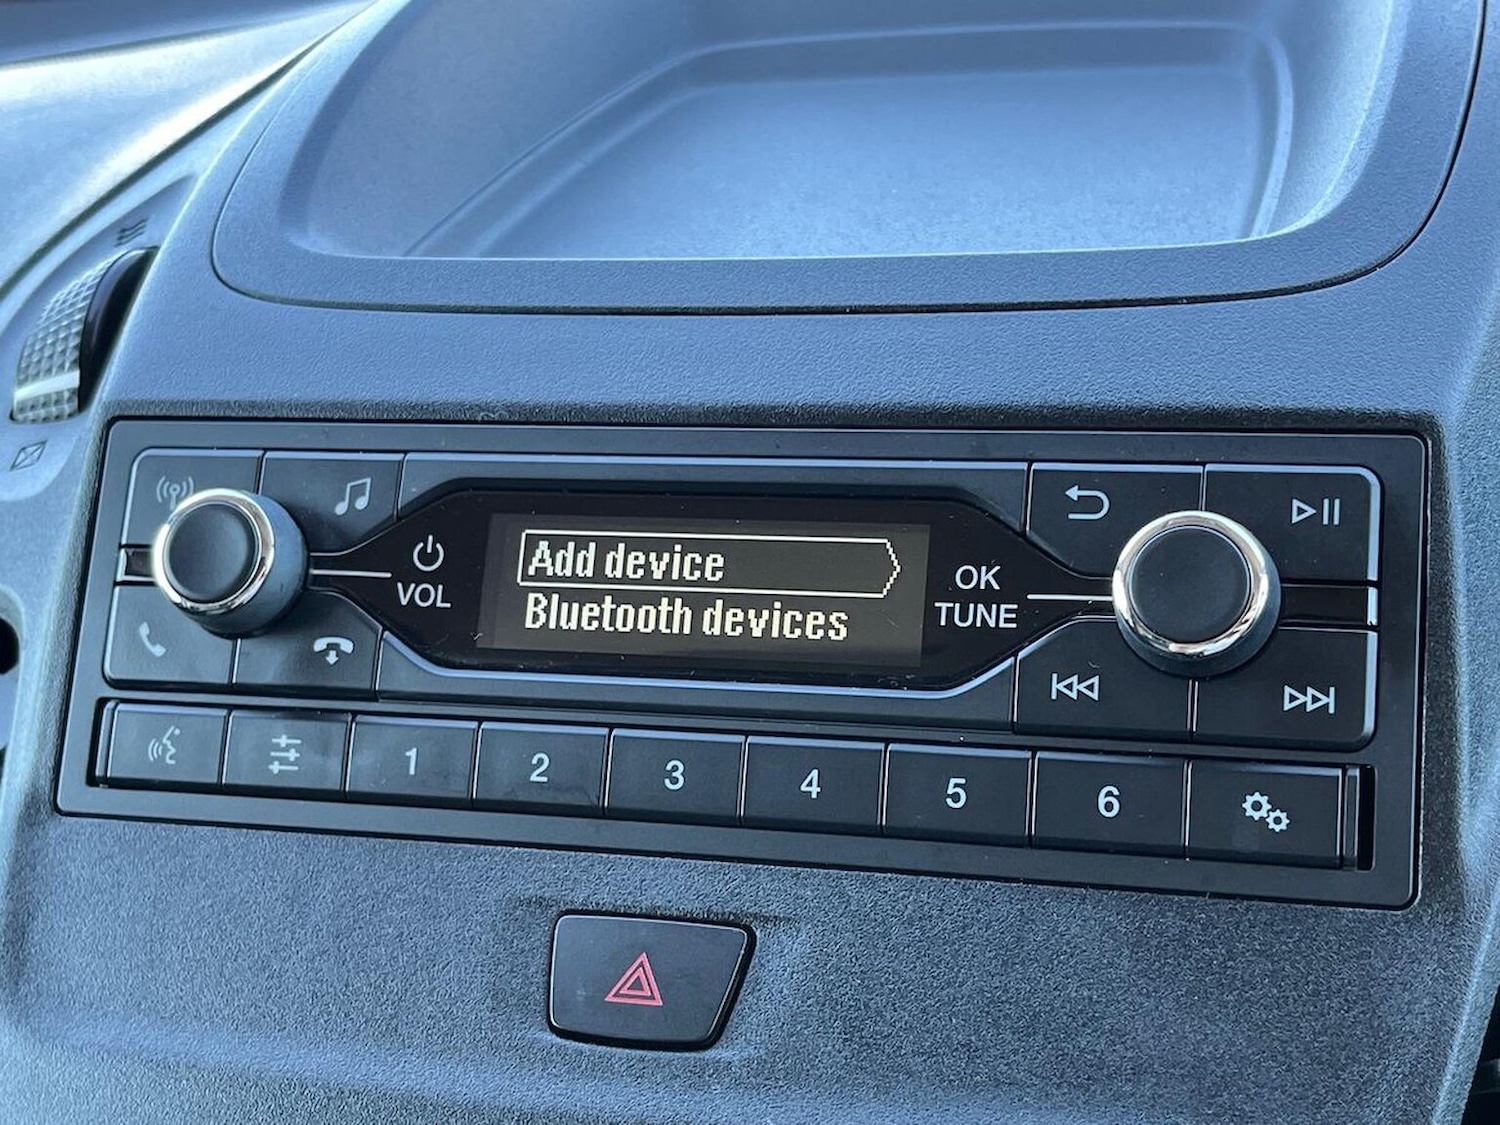 Add device
Bluetooth devices
VOL
OK
TUNE
1 2 3 4 5 6